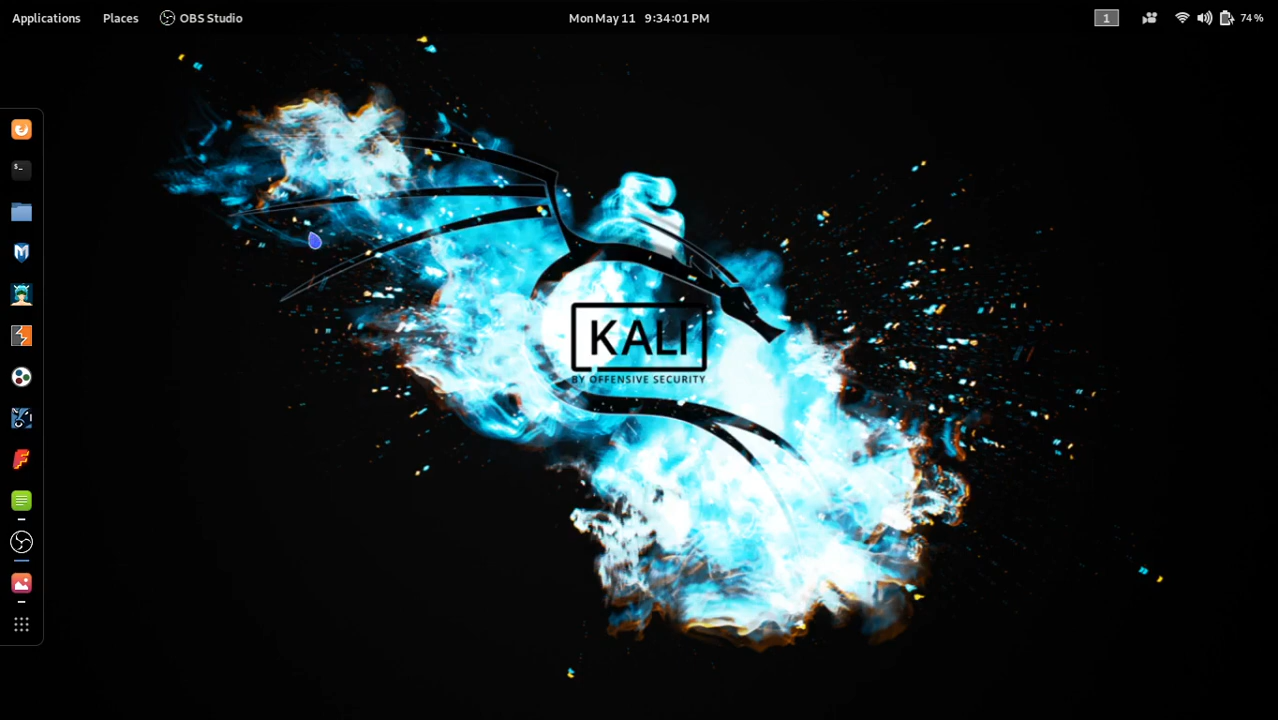 Applications Places OBS Studio Mon May 11 9:34:01 PM 1 74 %
$_
KALI
BY OFFENSIVE SECURITY